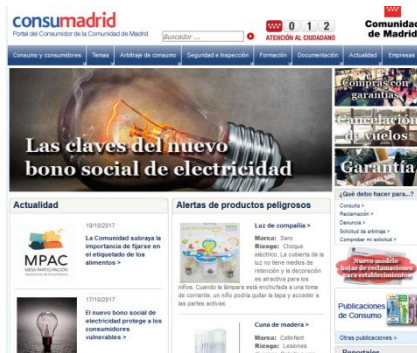 consumadrid
Portal del Consumidor de la Comunidad de Madrid
Buscador ...
012
ATENCIÓN AL CIUDADANO
Comunidad
de Madrid
Consumo y consumidores
Temas
Arbitraje de consumo
Seguridad e Inspección
Formación
Documentación
Actualidad
Empresas
Las claves del nuevo
bono social de electricidad
Compras con
garantías
Cancelación
de vuelos
Garantía
¿Qué debo hacer para...?
Consulta >
Reclamación >
Denuncia >
Solicitud de arbitraje >
Comprobar mi solicitud >
Nuevo modelo
hojas de reclamaciones
para establecimientos
Publicaciones
de Consumo
Otras publicaciones >
Reportajes
Actualidad
19/10/2017
La Comunidad subraya la
importancia de fijarse en
el etiquetado de los
alimentos >
MPAC
MESA PARTICIPACIÓN
17/10/2017
El nuevo bono social de
electricidad protege a los
consumidores
vulnerables >
Alertas de productos peligrosos
Luz de compañía >
Marca: Saro
Riesgo: Choque
eléctrico. La cubierta de la
luz no tiene medios de
retención y la decoración
es atractiva para los
niños. Cuando la lámpara está enchufada a una toma
de corriente, un niño podría quitar la tapa y acceder a
las partes activas.
Cuna de madera >
Marca: Cotinfant
Riesgo: Lesiones